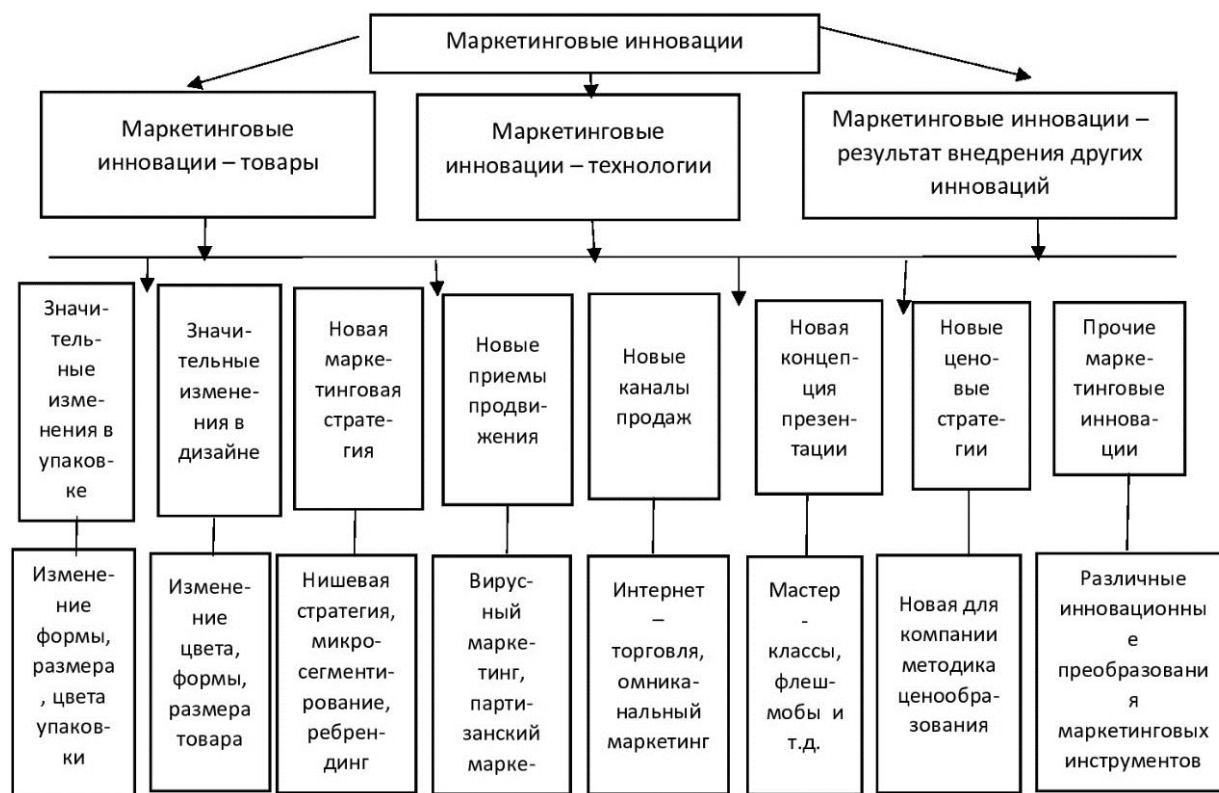 Маркетинговые инновации
Маркетинговые
инновации – товары
Маркетинговые
инновации – технологии
Маркетинговые инновации –
результат внедрения других
инноваций
Значи-
тель-
ные
изме-
нения в
упаков-
ке
Значи-
тельные
измене-
ния в
дизайне
Новая
марке-
тинговая
страте-
гия
Новые
приемы
продви-
жения
Новые
каналы
продаж
Новая
концеп-
ция
презен-
тации
Новые
цено-
вые
страте-
гии
Прочие
марке-
тинговые
иннова-
ции
Измене-
ние
формы,
размера
, цвета
упаков-
ки
Измене-
ние
цвета,
формы,
размера
товара
Нишевая
стратегия,
микро-
сегменти-
рование,
ребрен-
динг
Вирус-
ный
марке-
тинг,
парти-
занский
марке-
Интернет
–
торговля,
омника-
нальный
маркетинг
Мастер
-
классы,
флеш-
мобы и
т.д.
Новая для
компании
методика
ценообра-
зования
Различные
инновационны
е
преобразовани
я
маркетинговых
инструментов